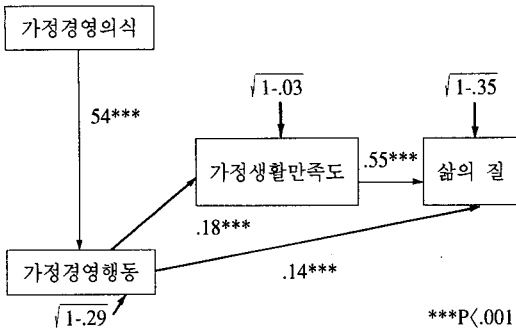 가정경영의식
√1-.03
√1-.35
54***
가정생활만족도
.55***
삶의 질
.18***
가정경영행동
.14***
√1-.29
***P<.001